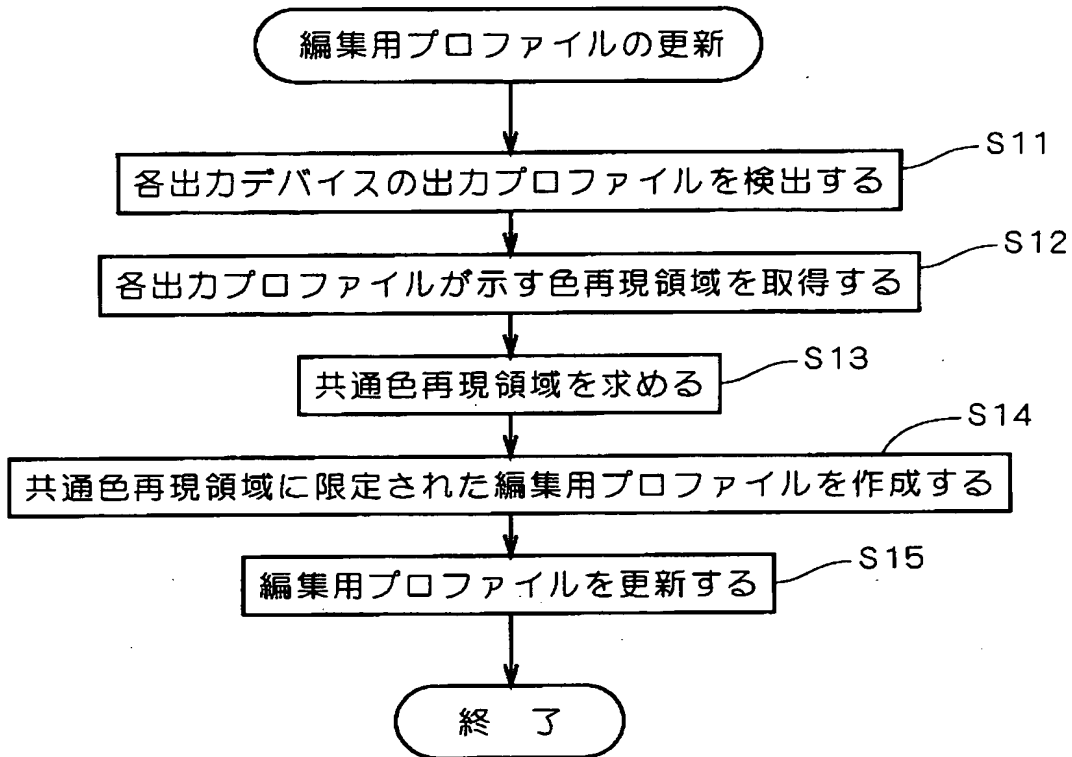 編集用プロファイルの更新
S11
各出力デバイスの出力プロファイルを検出する
S12
各出力プロファイルが示す色再現領域を取得する
S13
共通色再現領域を求める
S14
共通色再現領域に限定された編集用プロファイルを作成する
S15
編集用プロファイルを更新する
終 了